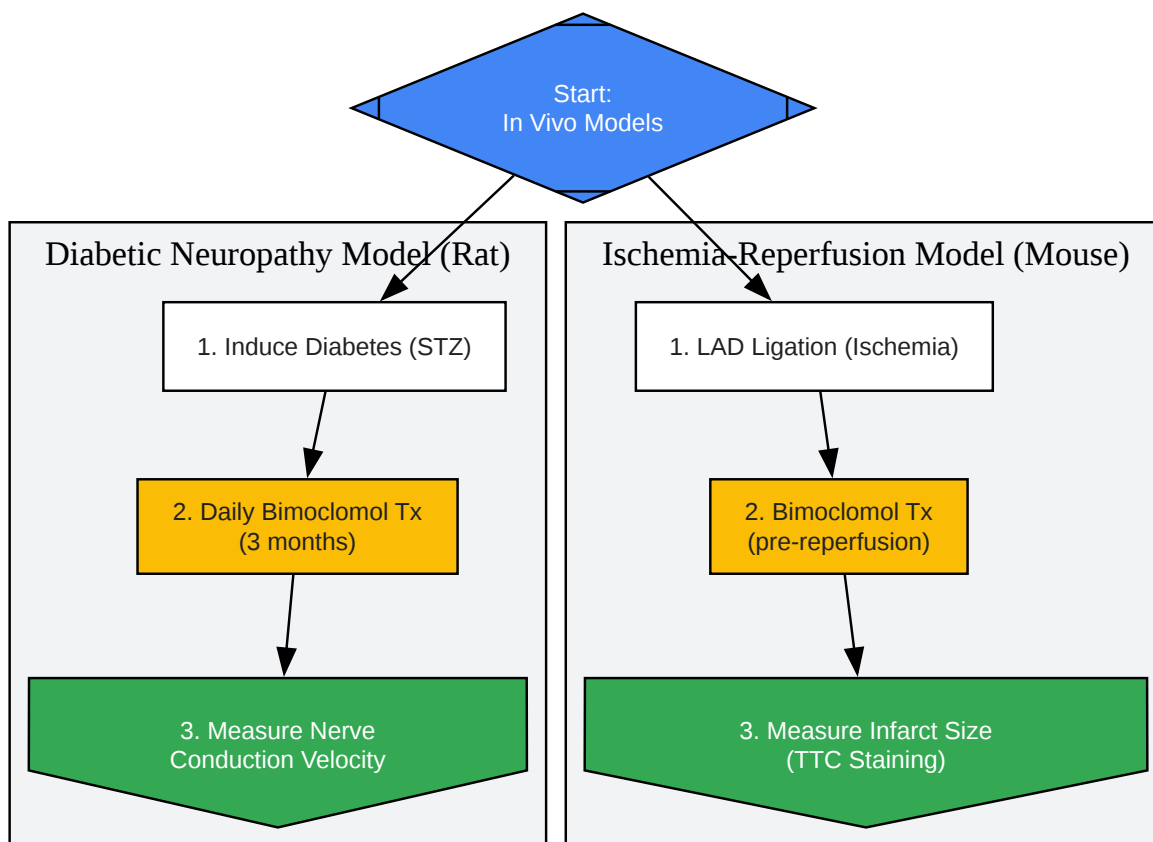 Start:
In Vivo Models
Diabetic Neuropathy Model (Rat)
1. Induce Diabetes (STZ)
2. Daily Bimoclomol Tx
(3 months)
3. Measure Nerve
Conduction Velocity
Ischemia-Reperfusion Model (Mouse)
1. LAD Ligation (Ischemia)
2. Bimoclomol Tx
(pre-reperfusion)
3. Measure Infarct Size
(TTC Staining)